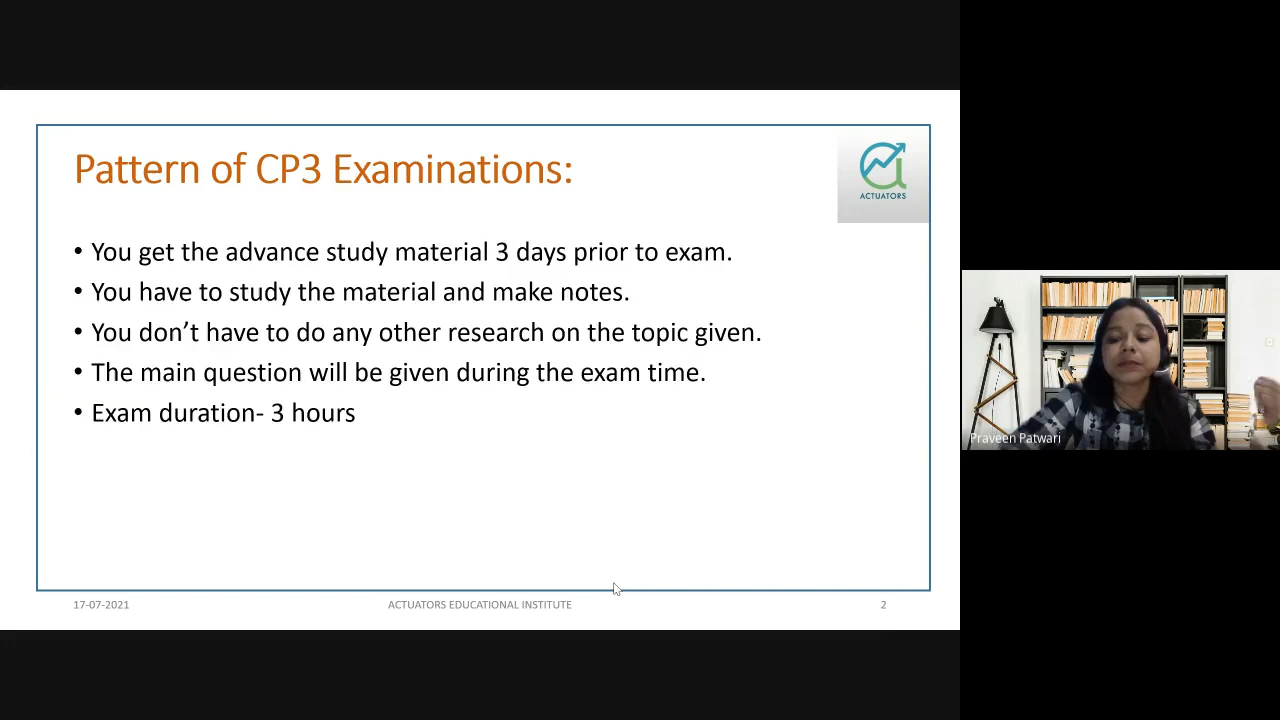 Pattern of CP3 Examinations:
ACTUATORS
• You get the advance study material 3 days prior to exam.
• You have to study the material and make notes.
• You don’t have to do any other research on the topic given.
• The main question will be given during the exam time.
• Exam duration- 3 hours
17-07-2021
ACTUATORS EDUCATIONAL INSTITUTE
2
Praveen Patwari